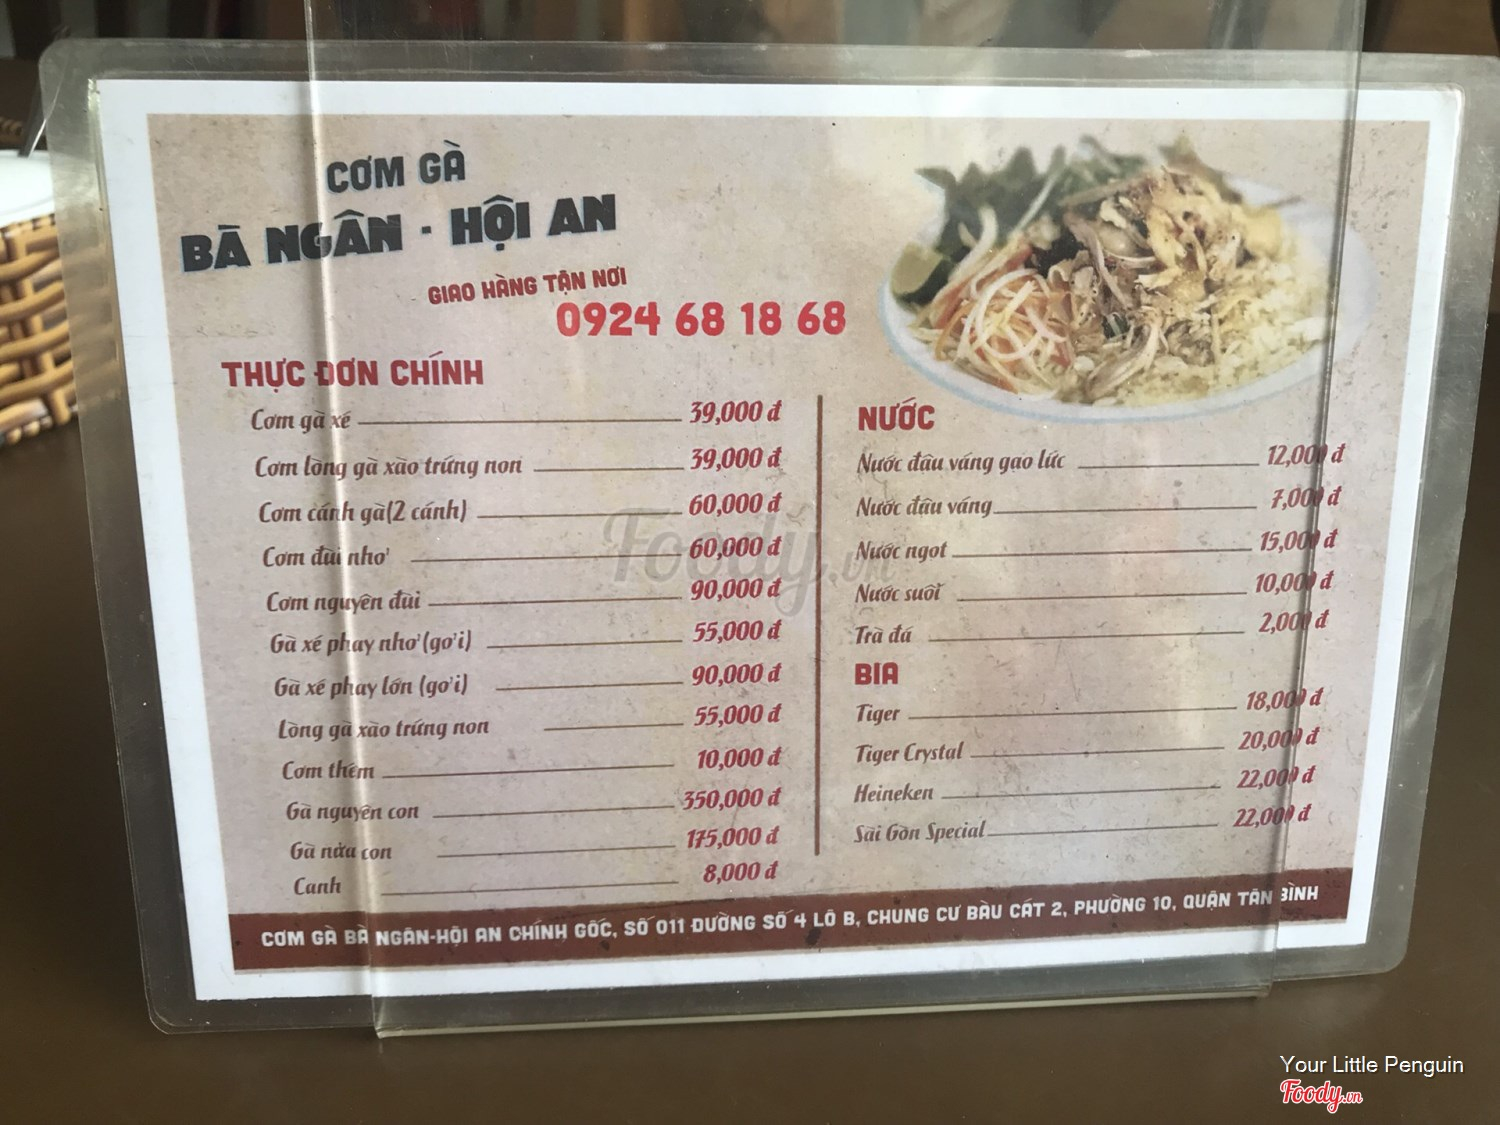 CƠM GÀ
BÀ NGÂN - HỘI AN
GIAO HÀNG TẬN NƠI
0924 68 18 68
THỰC ĐƠN CHÍNH
Cơm gà xé 39,000 đ
Cơm lòng gà xào trứng non 39,000 đ
Cơm cánh gà(2 cánh) 60,000 đ
Cơm đùi nhỏ 60,000 đ
Cơm nguyên đùi 90,000 đ
Gà xé phay nhỏ (gỏi) 55,000 đ
Gà xé phay lớn (gỏi) 90,000 đ
Lòng gà xào trứng non 55,000 đ
Cơm thêm 10,000 đ
Gà nguyên con 350,000 đ
Gà nửa con 175,000 đ
Canh 8,000 đ
NƯỚC
Nước đậu váng gạo lức 12,000 đ
Nước đậu váng 7,000 đ
Nước ngọt 15,000 đ
Nước suối 10,000 đ
Trà đá 2,000 đ
BIA
Tiger 18,000 đ
Tiger Crystal 20,000 đ
Heineken 22,000 đ
Sài Gòn Special 22,000 đ
CƠM GÀ BÀ NGÂN-HỘI AN CHÍNH GỐC, SỐ 011 ĐƯỜNG SỐ 4 LÔ B, CHUNG CƯ BÀU CÁT 2, PHƯỜNG 10, QUẬN TÂN BÌNH
Foody.vn
Your Little Penguin
Foody.vn